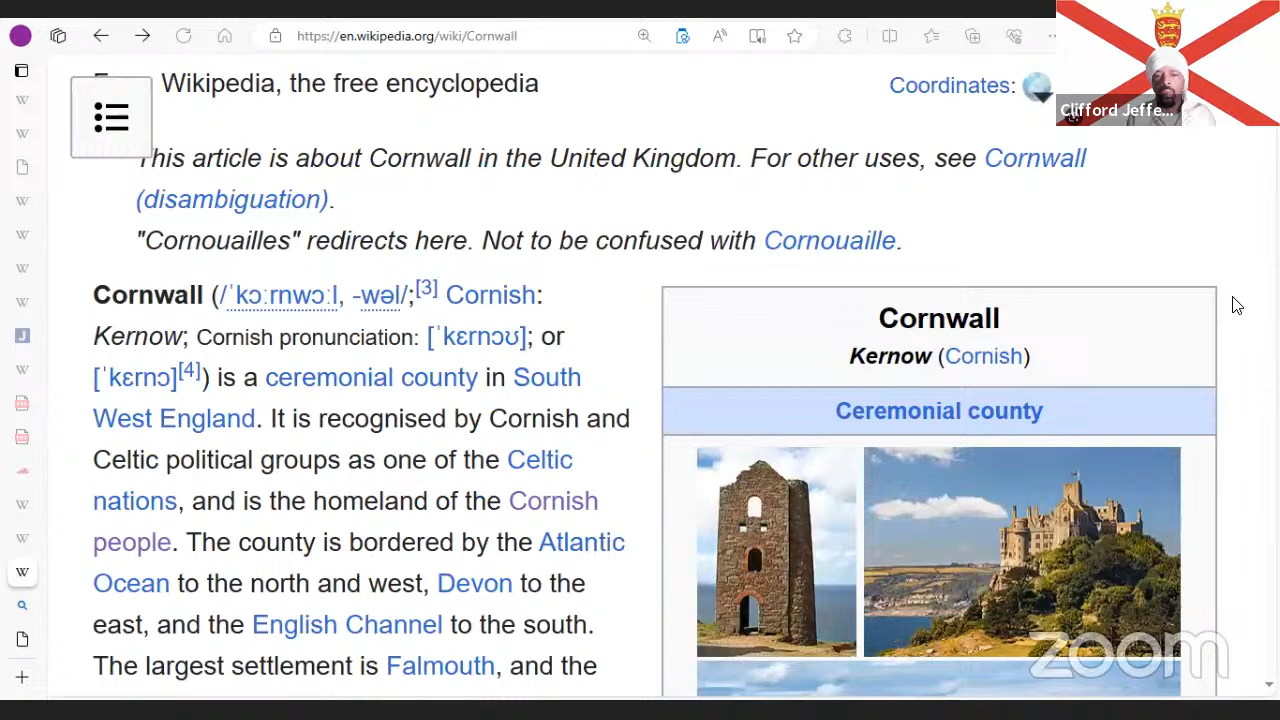 https://en.wikipedia.org/wiki/Cornwall
Clifford Jeffe...
Wikipedia, the free encyclopedia
Coordinates:
This article is about Cornwall in the United Kingdom. For other uses, see Cornwall
(disambiguation).
"Cornouailles" redirects here. Not to be confused with Cornouaille.
Cornwall (/ˈkɔːrnwɔːl, -wəl/;[3] Cornish:
Kernow; Cornish pronunciation: [ˈkɛrnɔʊ]; or
[ˈkɛrnɔ][4]) is a ceremonial county in South
West England. It is recognised by Cornish and
Celtic political groups as one of the Celtic
nations, and is the homeland of the Cornish
people. The county is bordered by the Atlantic
Ocean to the north and west, Devon to the
east, and the English Channel to the south.
The largest settlement is Falmouth, and the
Cornwall
Kernow (Cornish)
Ceremonial county
zoom